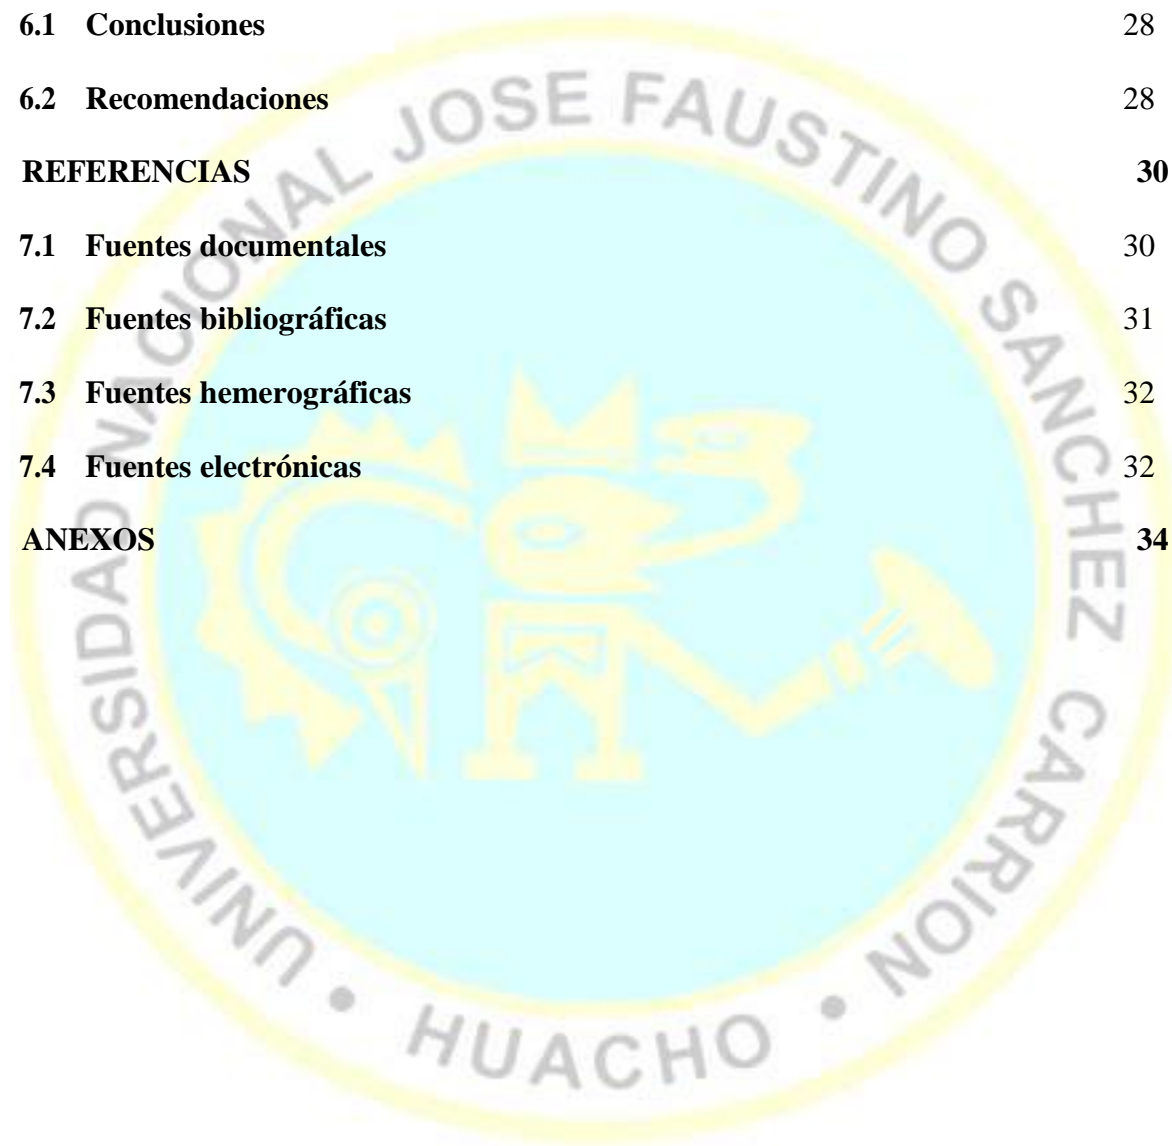 6.1 Conclusiones 28
6.2 Recomendaciones 28
REFERENCIAS 30
7.1 Fuentes documentales 30
7.2 Fuentes bibliográficas 31
7.3 Fuentes hemerográficas 32
7.4 Fuentes electrónicas 32
ANEXOS 34
UNIVERSIDAD NACIONAL JOSE FAUSTINO SANCHEZ CARRION
• HUACHO •